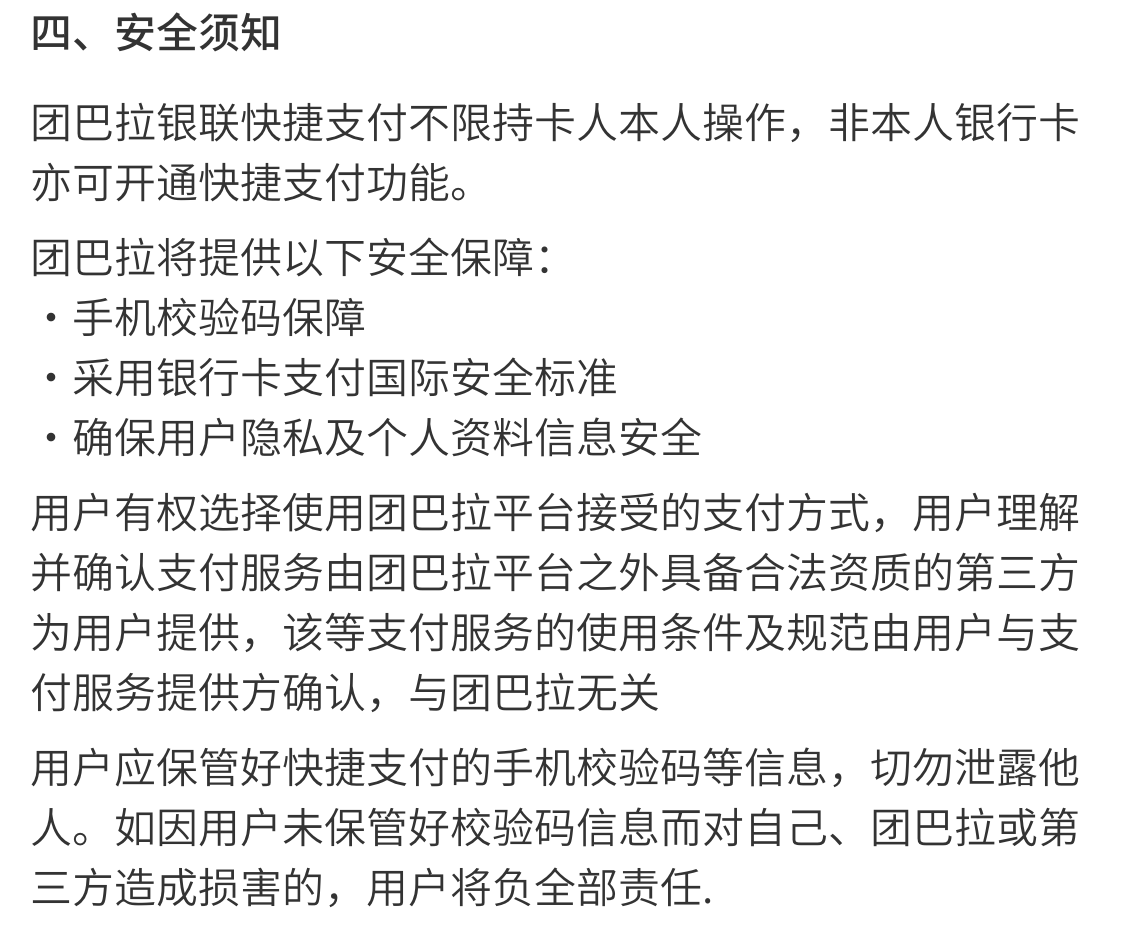 四、安全须知
团巴拉银联快捷支付不限持卡人本人操作，非本人银行卡
亦可开通快捷支付功能。
团巴拉将提供以下安全保障：
・手机校验码保障
・采用银行卡支付国际安全标准
・确保用户隐私及个人资料信息安全
用户有权选择使用团巴拉平台接受的支付方式，用户理解
并确认支付服务由团巴拉平台之外具备合法资质的第三方
为用户提供，该等支付服务的使用条件及规范由用户与支
付服务提供方确认，与团巴拉无关
用户应保管好快捷支付的手机校验码等信息，切勿泄露他
人。如因用户未保管好校验码信息而对自己、团巴拉或第
三方造成损害的，用户将负全部责任.